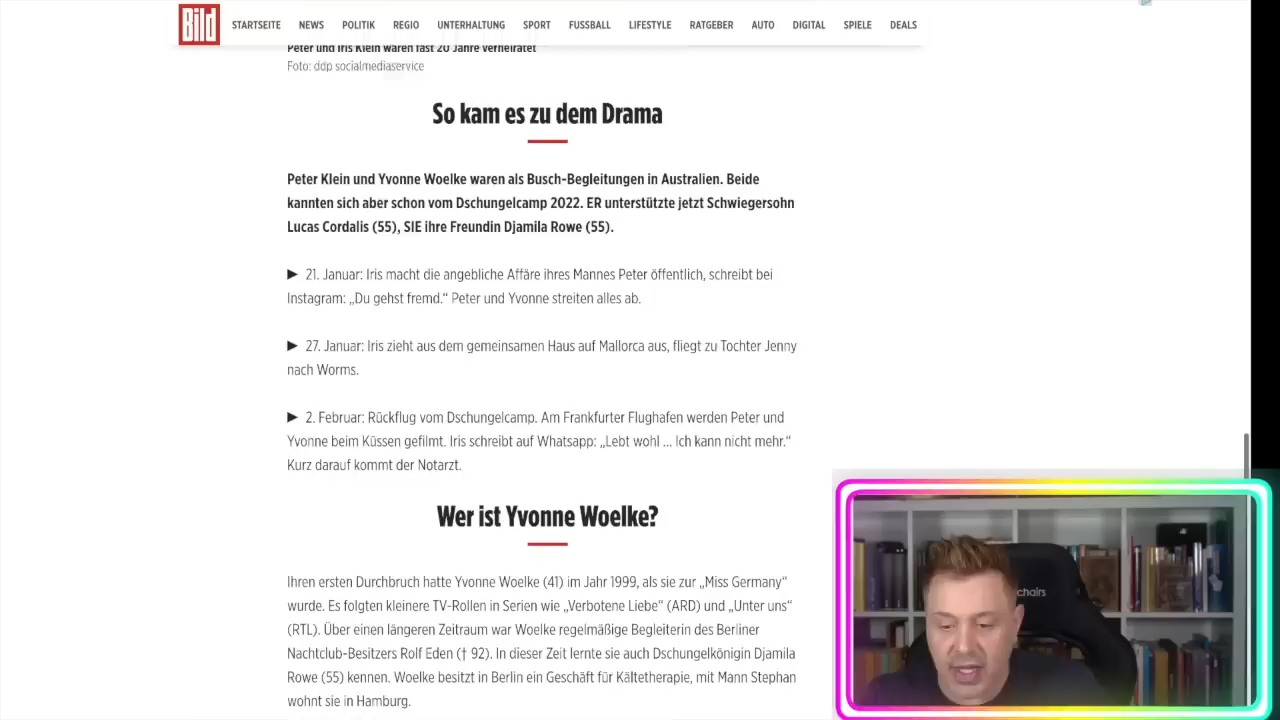 Bild
STARTSEITE NEWS POLITIK REGIO UNTERHALTUNG SPORT FUSSBALL LIFESTYLE RATGEBER AUTO DIGITAL SPIELE DEALS
Peter und Iris Klein waren fast 20 Jahre verheiratet
Foto: ddp socialmediaservice
So kam es zu dem Drama
Peter Klein und Yvonne Woelke waren als Busch-Begleitungen in Australien. Beide
kannten sich aber schon vom Dschungelcamp 2022. ER unterstützte jetzt Schwiegersohn
Lucas Cordalis (55), SIE ihre Freundin Djamila Rowe (55).
► 21. Januar: Iris macht die angebliche Affäre ihres Mannes Peter öffentlich, schreibt bei
Instagram: „Du gehst fremd.“ Peter und Yvonne streiten alles ab.
► 27. Januar: Iris zieht aus dem gemeinsamen Haus auf Mallorca aus, fliegt zu Tochter Jenny
nach Worms.
► 2. Februar: Rückflug vom Dschungelcamp. Am Frankfurter Flughafen werden Peter und
Yvonne beim Küssen gefilmt. Iris schreibt auf Whatsapp: „Lebt wohl ... Ich kann nicht mehr.“
Kurz darauf kommt der Notarzt.
Wer ist Yvonne Woelke?
Ihren ersten Durchbruch hatte Yvonne Woelke (41) im Jahr 1999, als sie zur „Miss Germany“
wurde. Es folgten kleinere TV-Rollen in Serien wie „Verbotene Liebe“ (ARD) und „Unter uns“
(RTL). Über einen längeren Zeitraum war Woelke regelmäßige Begleiterin des Berliner
Nachtclub-Besitzers Rolf Eden († 92). In dieser Zeit lernte sie auch Dschungelkönigin Djamila
Rowe (55) kennen. Woelke besitzt in Berlin ein Geschäft für Kältetherapie, mit Mann Stephan
wohnt sie in Hamburg.
chairs